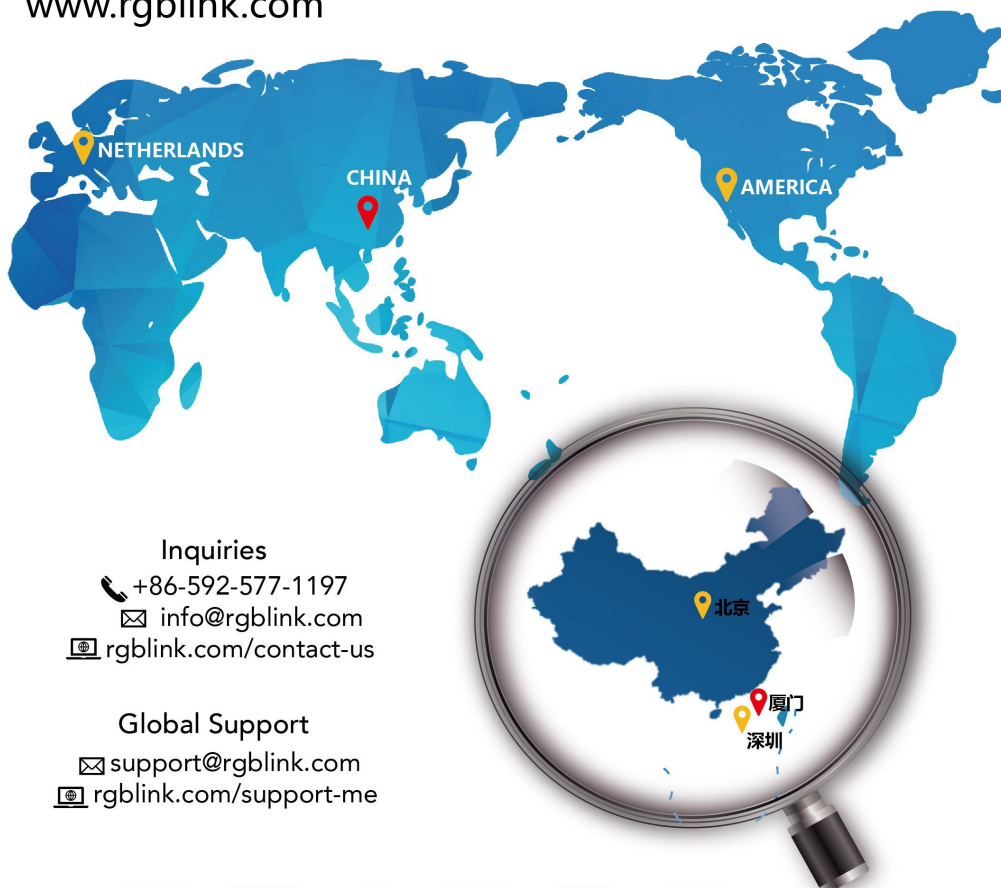 www.rgblink.com
NETHERLANDS
CHINA
AMERICA
Inquiries
+86-592-577-1197
info@rgblink.com
rgblink.com/contact-us
北京
厦门
深圳
Global Support
support@rgblink.com
rgblink.com/support-me